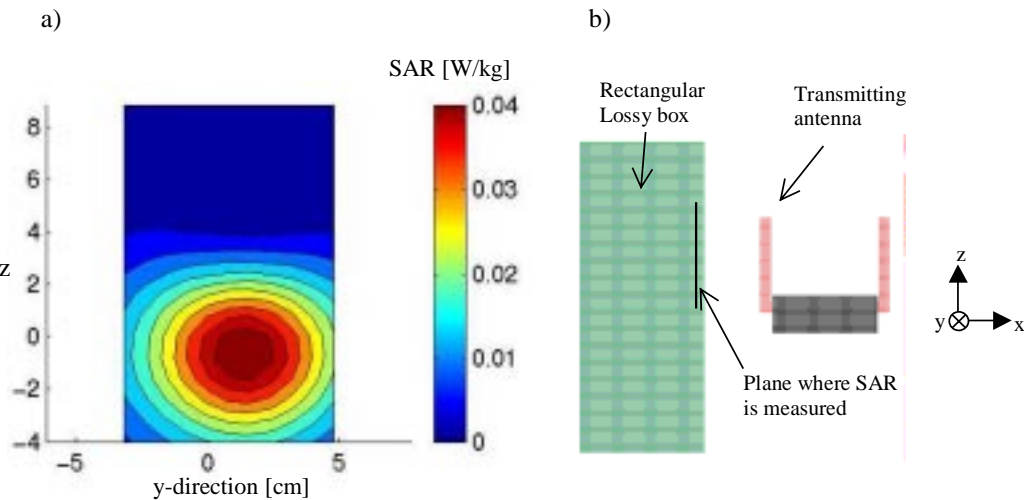 a)
SAR [W/kg]
8
6
4
2
0
−2
−4
z
−5
0
5
y-direction [cm]
0.04
0.03
0.02
0.01
0
b)
Rectangular
Lossy box
Transmitting
antenna
z
y
x
Plane where SAR
is measured